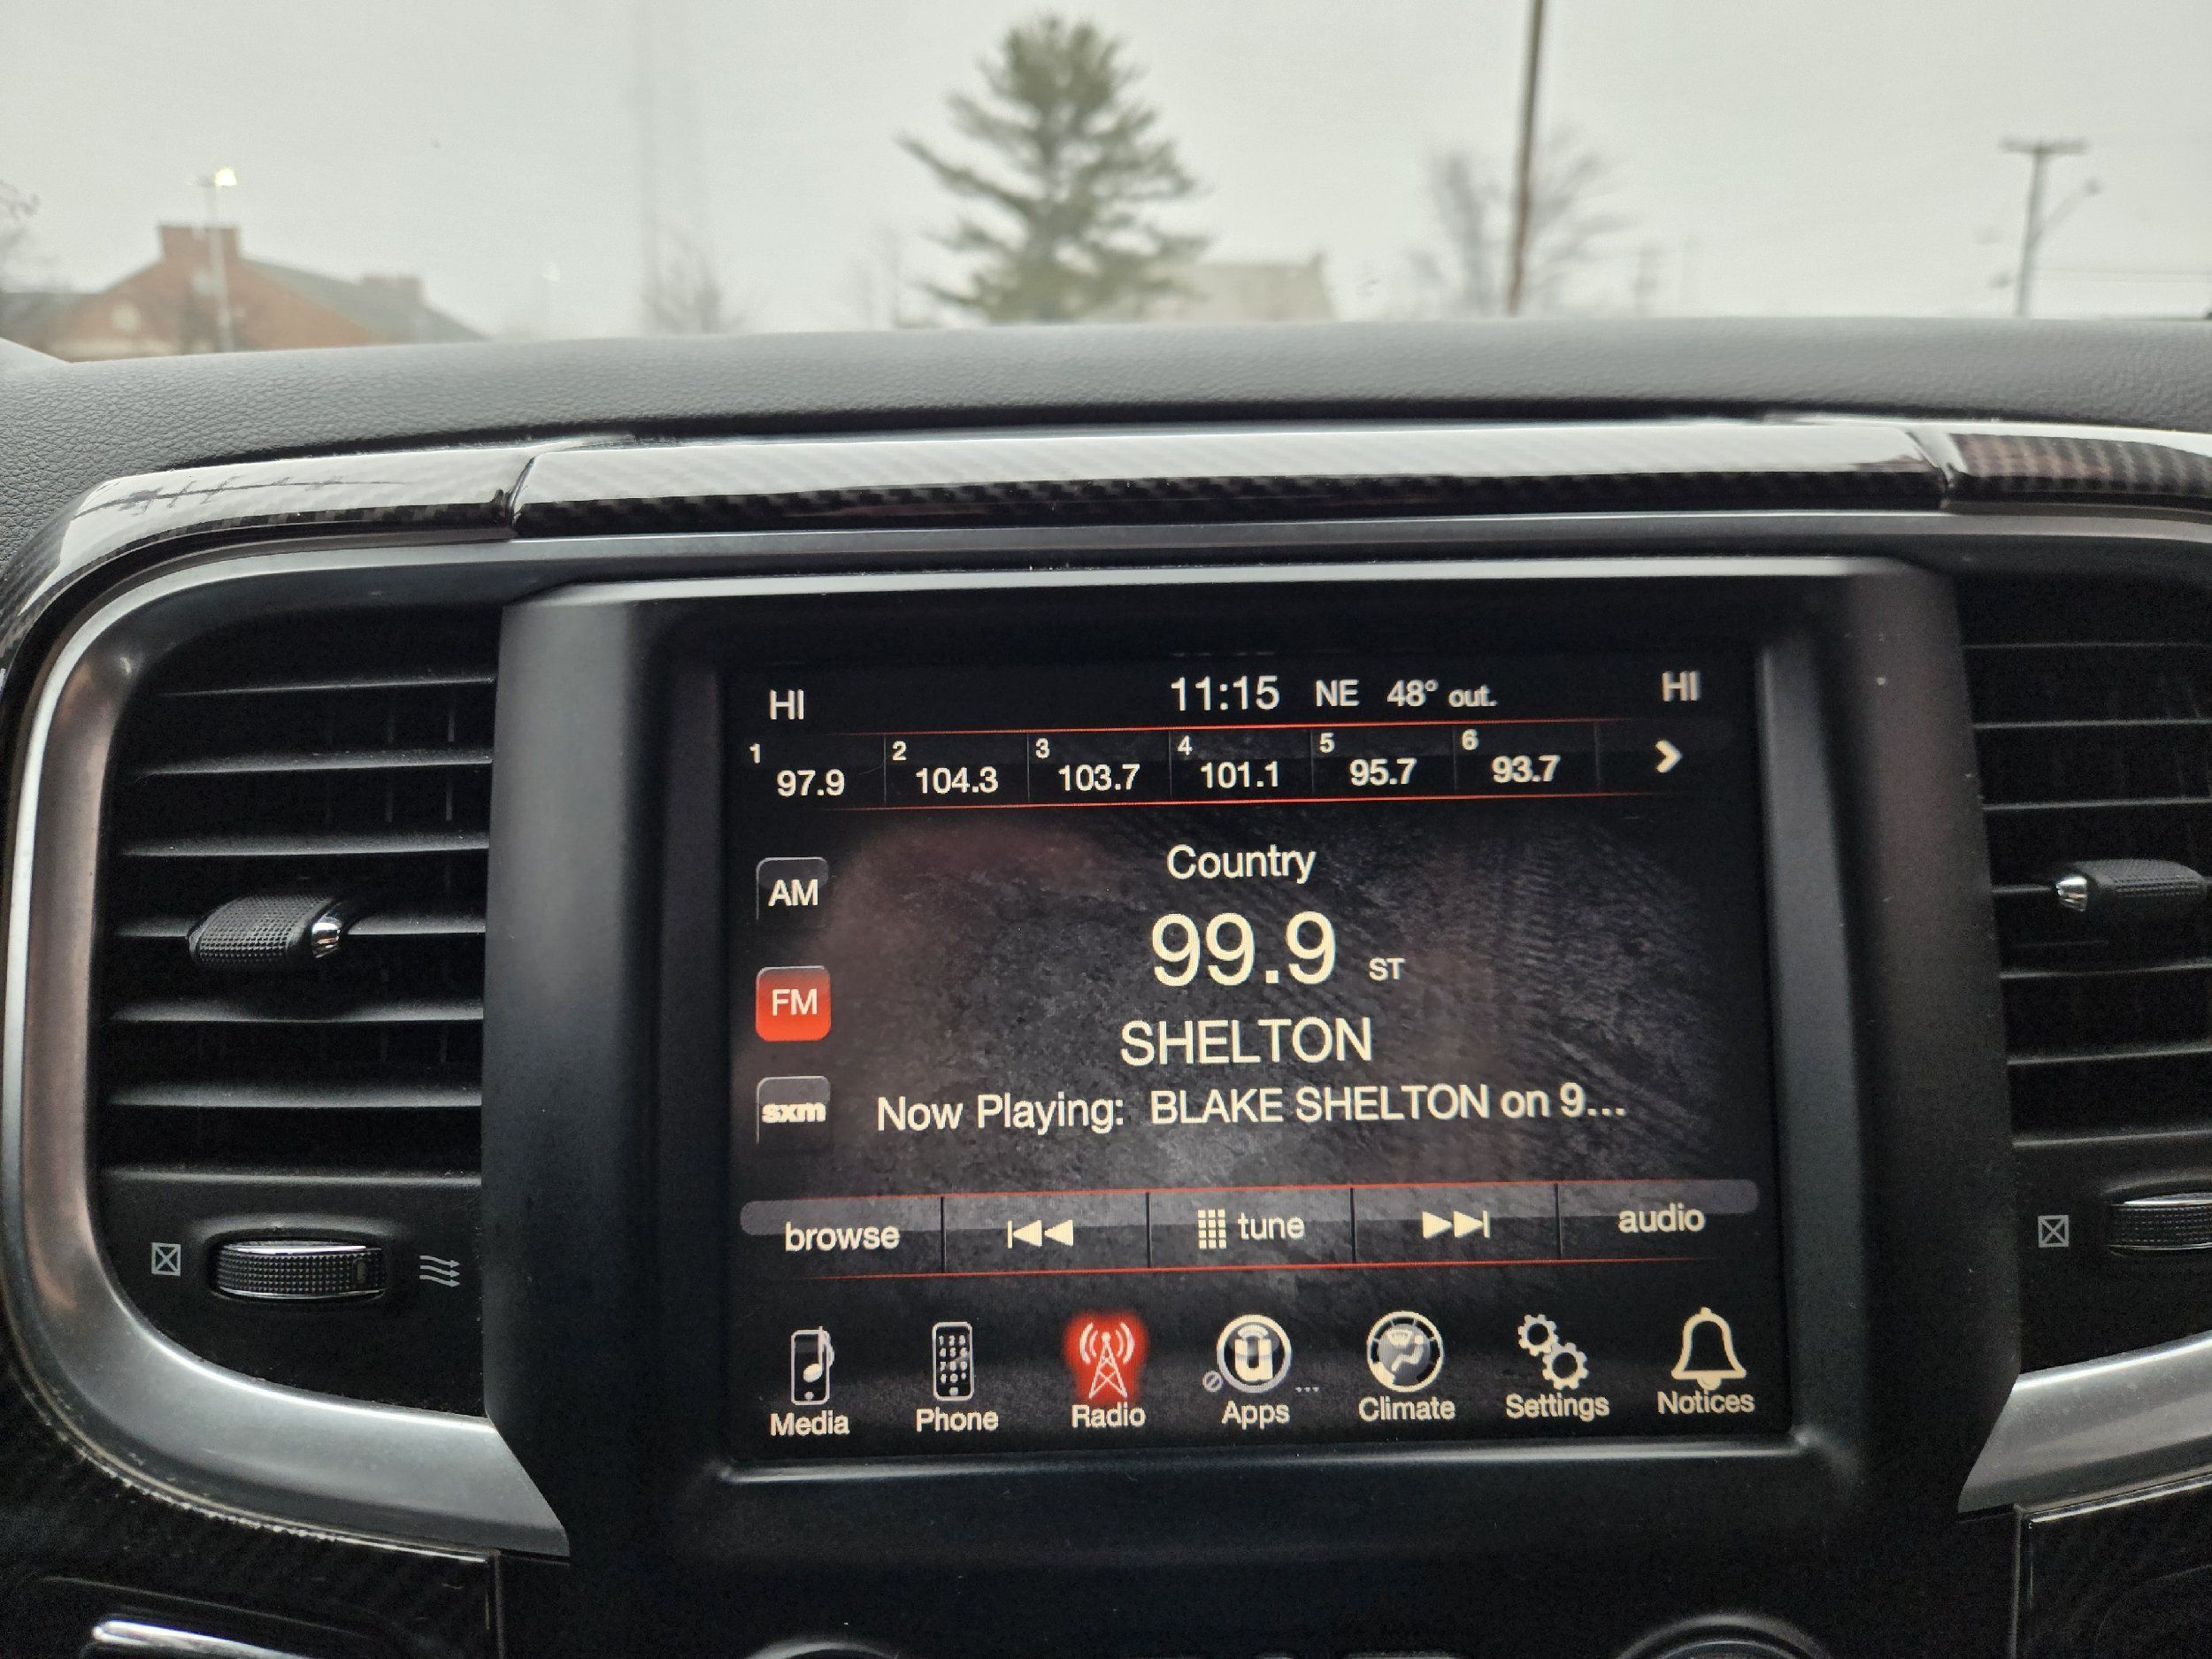 HI 11:15 NE 48° out. HI
1 97.9 2 104.3 3 103.7 4 101.1 5 95.7 6 93.7
Country
AM
99.9 ST
FM
SHELTON
sxm
Now Playing: BLAKE SHELTON on 9...
browse tune audio
Media Phone Radio Apps Climate Settings Notices